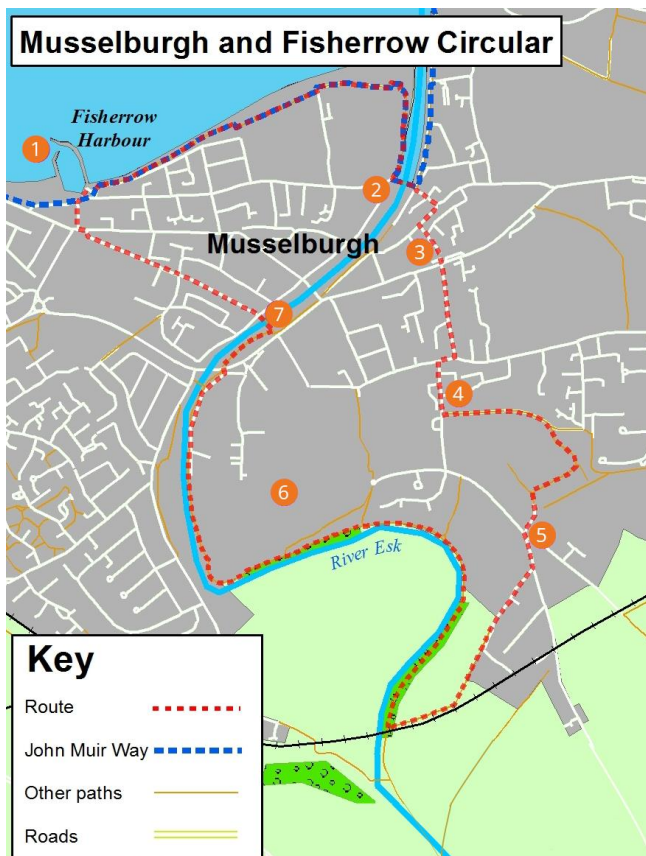 Musselburgh and Fisherrow Circular
Fisherrow
Harbour
1
2
Musselburgh
3
7
4
6
5
River Esk
Key
Route
John Muir Way
Other paths
Roads